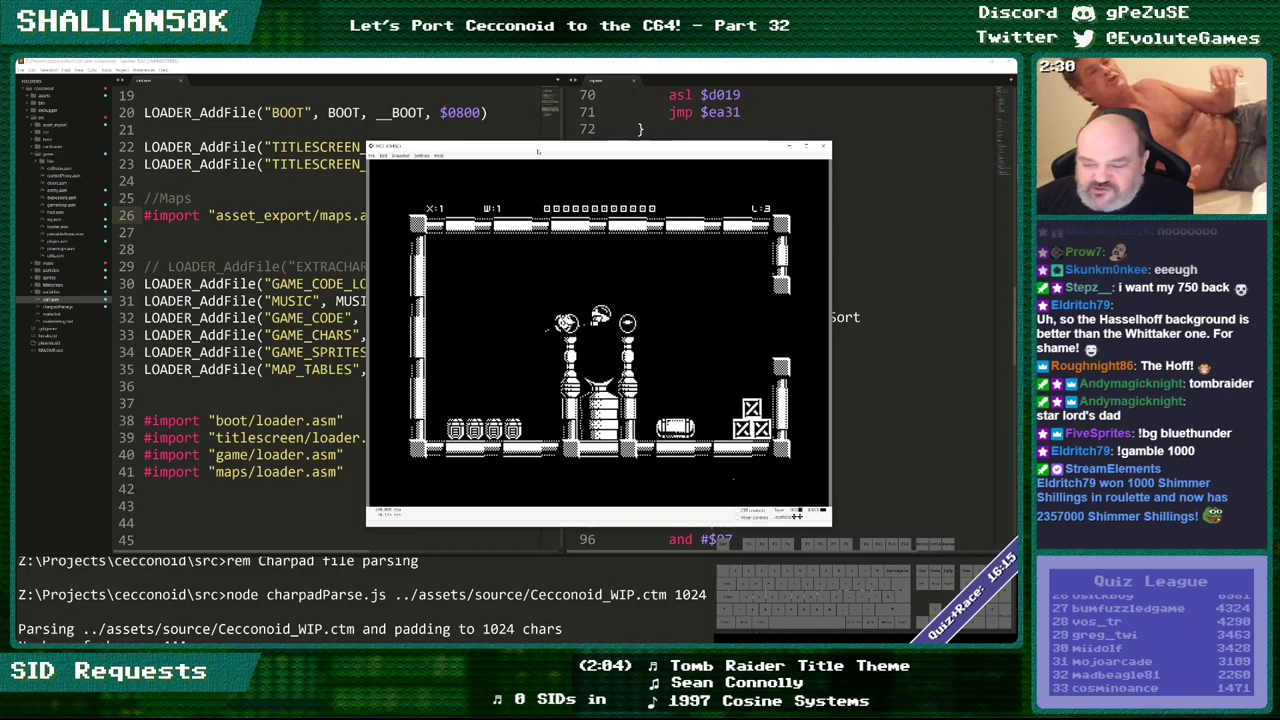 SHALLAN50K
Let's Port Cecconoid to the C64! - Part 32
Discord gPeZuSE
Twitter @EvoluteGames
2:30
19
20 LOADER_AddFile("BOOT", BOOT, __BOOT, $0800)
21
22 LOADER_AddFile("TITLESCREEN_
23 LOADER_AddFile("TITLESCREEN_
24
25 //Maps
26 #import "asset_export/maps.a
27
28
29 // LOADER_AddFile("EXTRACHAR
30 LOADER_AddFile("GAME_CODE_LO
31 LOADER_AddFile("MUSIC", MUSI
32 LOADER_AddFile("GAME_CODE",
33 LOADER_AddFile("GAME_CHARS",
34 LOADER_AddFile("GAME_SPRITES
35 LOADER_AddFile("MAP_TABLES",
36
37
38 #import "boot/loader.asm"
39 #import "titlescreen/loader.
40 #import "game/loader.asm"
41 #import "maps/loader.asm"
42
43
44
45
70 asl $d019
71 jmp $ea31
72 }
Sort
96 and #$07
X:1 W:1 L:3
Z:\Projects\cecconoid\src>rem Charpad file parsing
Z:\Projects\cecconoid\src>node charpadParse.js ../assets/source/Cecconoid_WIP.ctm 1024
Parsing ../assets/source/Cecconoid_WIP.ctm and padding to 1024 chars
Quiz+Race: 16:15
Prow7:
Skunkm0nkee: eeeugh
Stepz__: i want my 750 back
Eldritch79:
Uh, so the Hasselhoff background is
better than the Whittaker one. For
shame!
Roughnight86: The Hoff!
Andymagicknight: tombraider
Andymagicknight:
star lord's dad
FiveSprites: !bg bluethunder
Eldritch79: !gamble 1000
StreamElements
Eldritch79 won 1000 Shimmer
Shillings in roulette and now has
2357000 Shimmer Shillings!
Quiz League
27 bumfuzzledgame 4324
28 vos_tr 4290
29 greg_twi 3463
30 Miidolf 3428
31 mojoarcade 3109
32 madbeagle81 2260
33 cosminoance 1471
SID Requests
(2:04) Tomb Raider Title Theme
Sean Connolly
0 SIDs in 1997 Cosine Systems